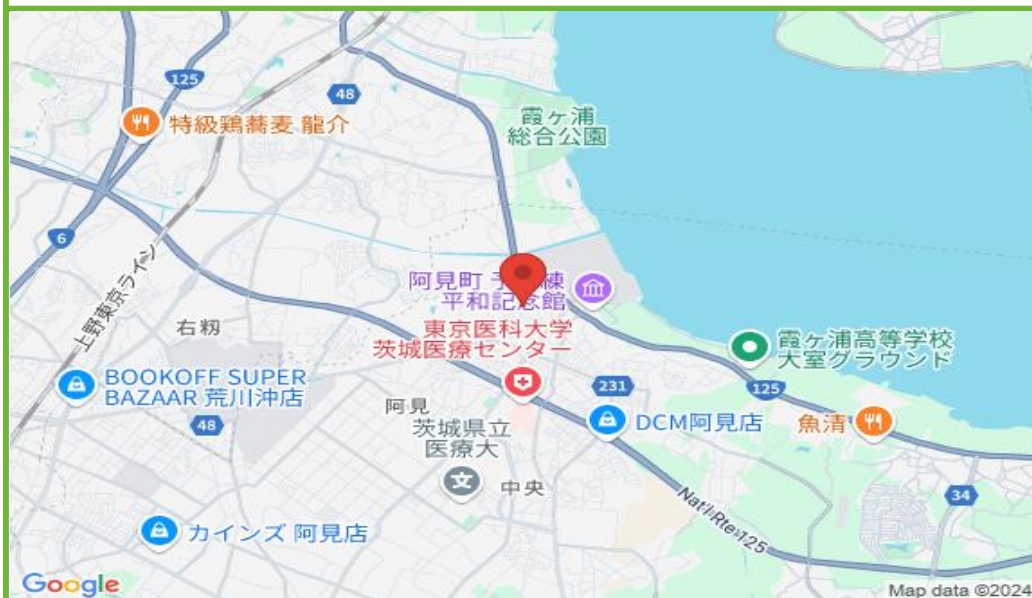 125
48
霞ヶ浦
総合公園
特級鶏蕎麦 龍介
6
上野東京ライン
阿見町 予 練
平和記念館
東京医科大学
茨城医療センター
右籾
霞ヶ浦高等学校
大室グラウンド
BOOKOFF SUPER
BAZAAR 荒川沖店
231
125
48
阿見
DCM阿見店
魚清
茨城県立
医療大
中央
34
Nat'l Rte 125
カインズ 阿見店
Google
Map data ©2024